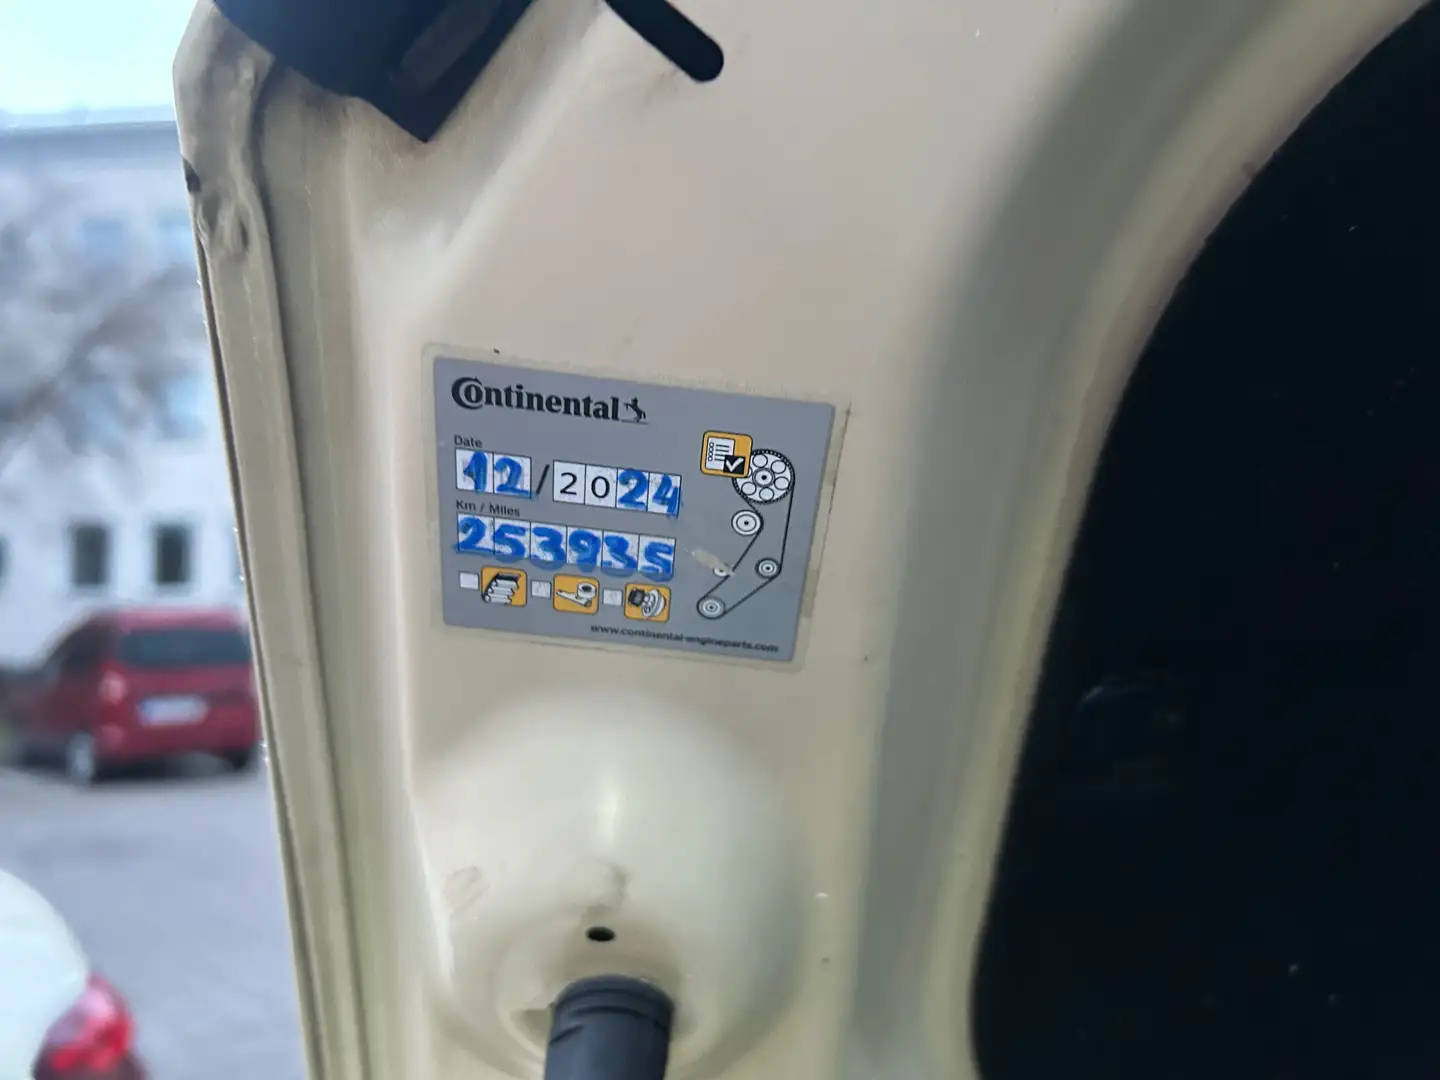 Continental
Date
12/2024
Km / Miles
253935
www.continental-engineparts.com